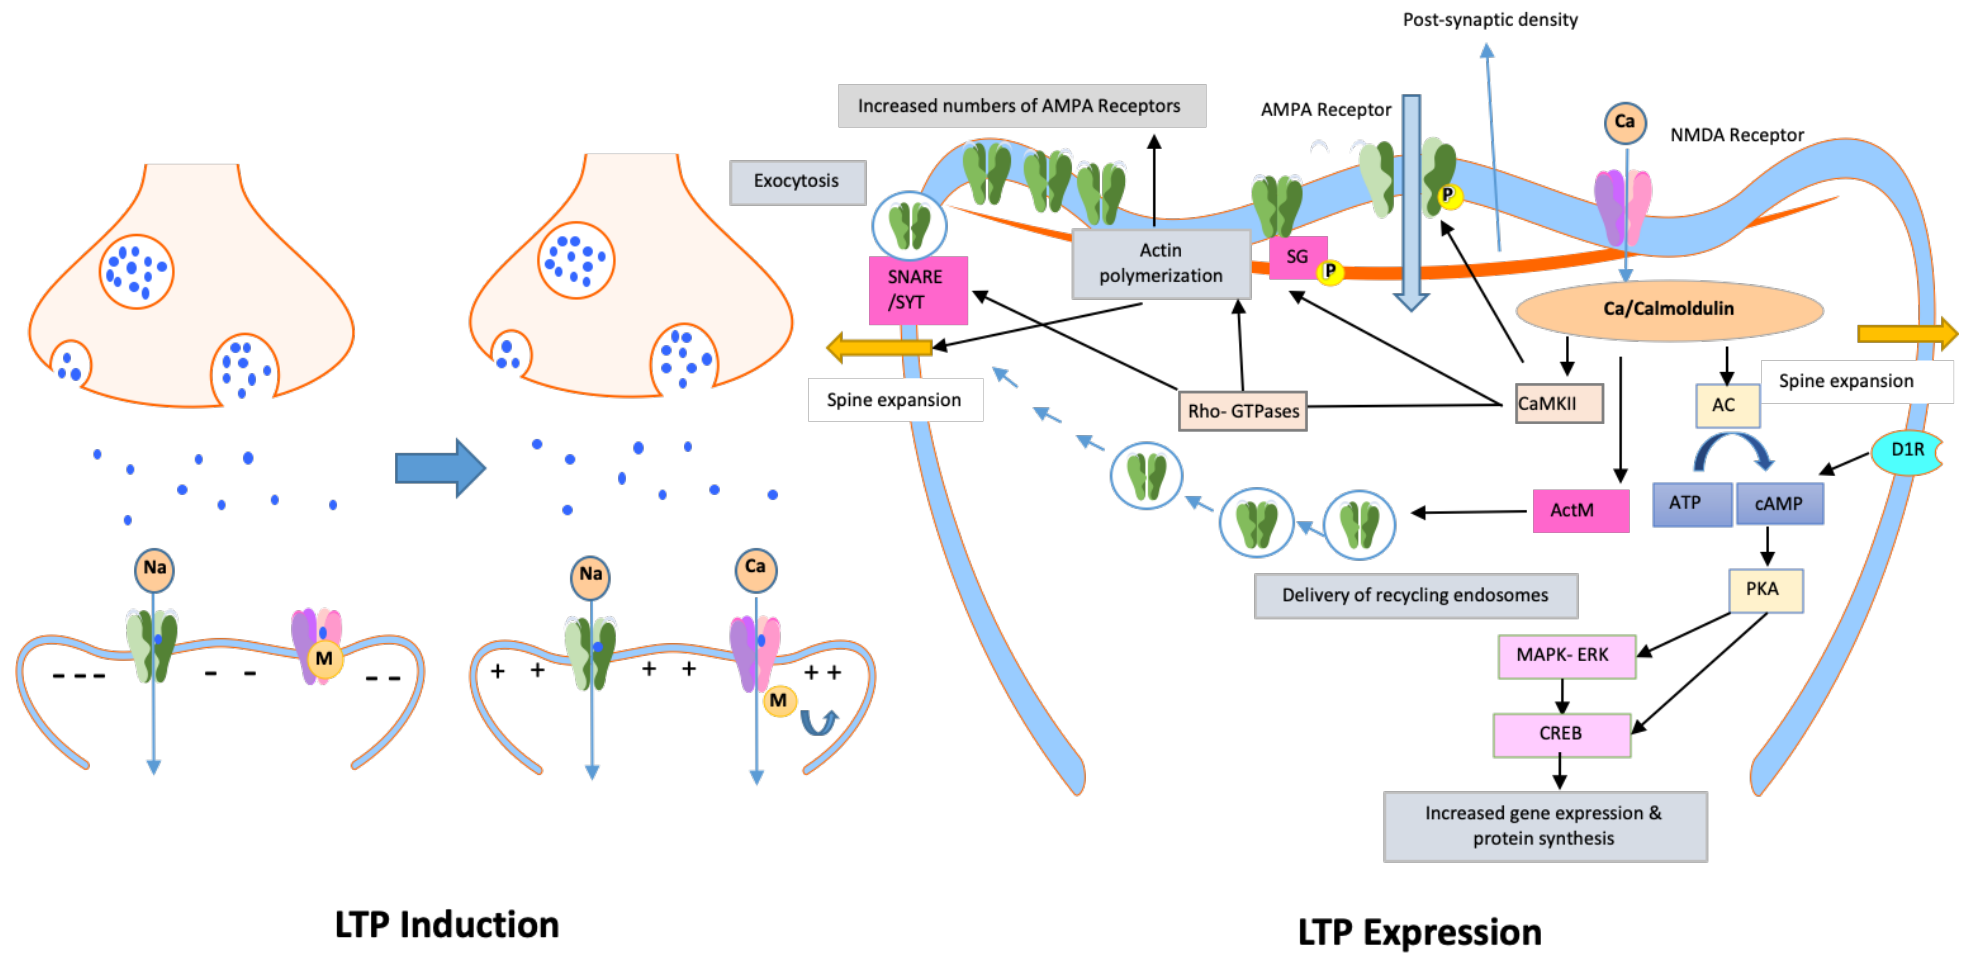 Post-synaptic density
Increased numbers of AMPA Receptors
AMPA Receptor
Ca
NMDA Receptor
Exocytosis
P
Actin
polymerization
SG
P
SNARE
/SYT
Ca/Calmoldulin
Spine expansion
Spine expansion
Rho- GTPases
CaMKII
AC
D1R
ATP
cAMP
ActM
PKA
Delivery of recycling endosomes
MAPK- ERK
CREB
Increased gene expression &
protein synthesis
Na
M
- - -
- -
- -
Na
Ca
+ +
+ +
+ +
M
LTP Induction
LTP Expression